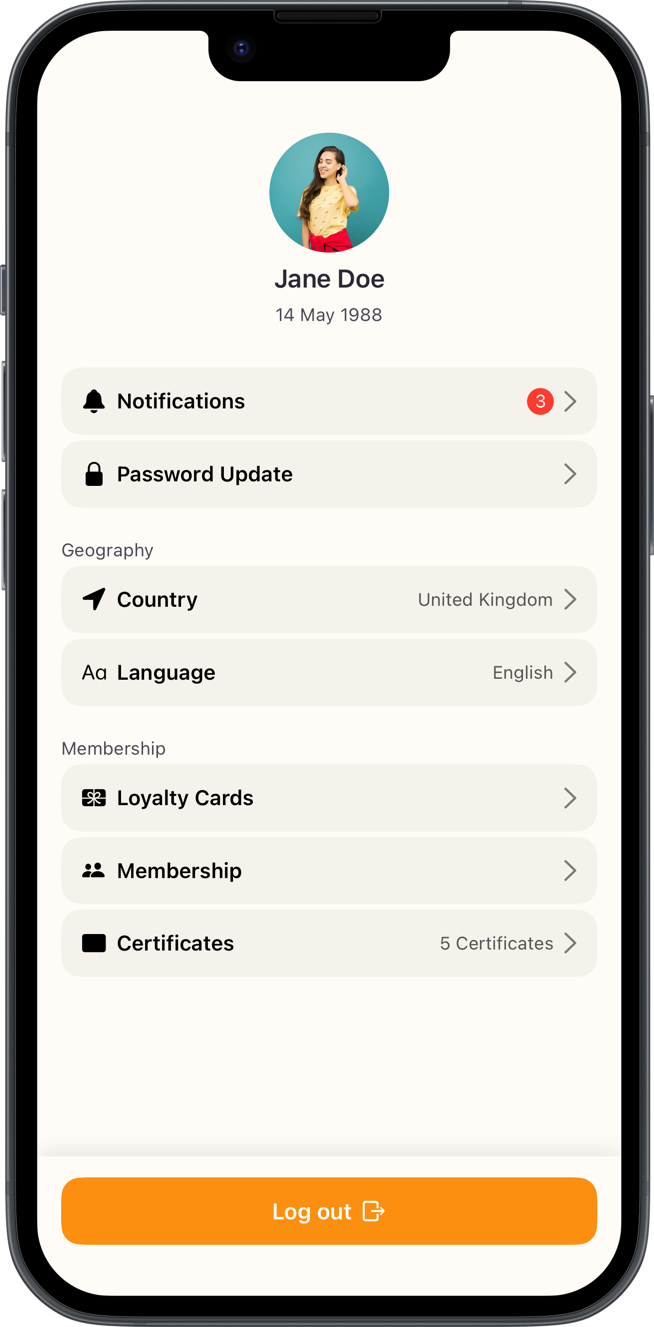 Jane Doe
14 May 1988
Notifications 3
Password Update
Geography
Country United Kingdom
Aa Language English
Membership
Loyalty Cards
Membership
Certificates 5 Certificates
Log out